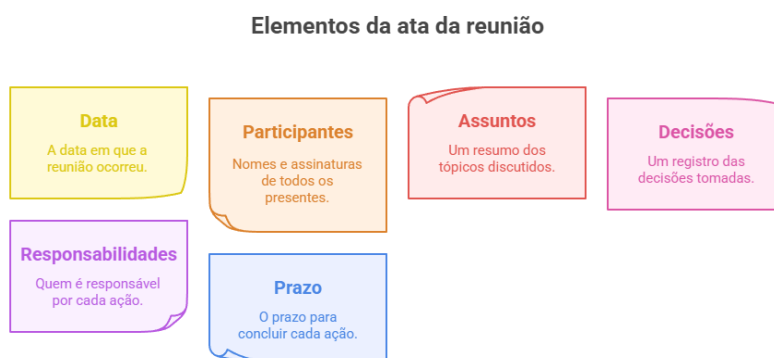 Elementos da ata da reunião
Data
A data em que a
reunião ocorreu.
Participantes
Nomes e assinaturas
de todos os
presentes.
Assuntos
Um resumo dos
tópicos discutidos.
Decisões
Um registro das
decisões tomadas.
Responsabilidades
Quem é responsável
por cada ação.
Prazo
O prazo para
concluir cada ação.